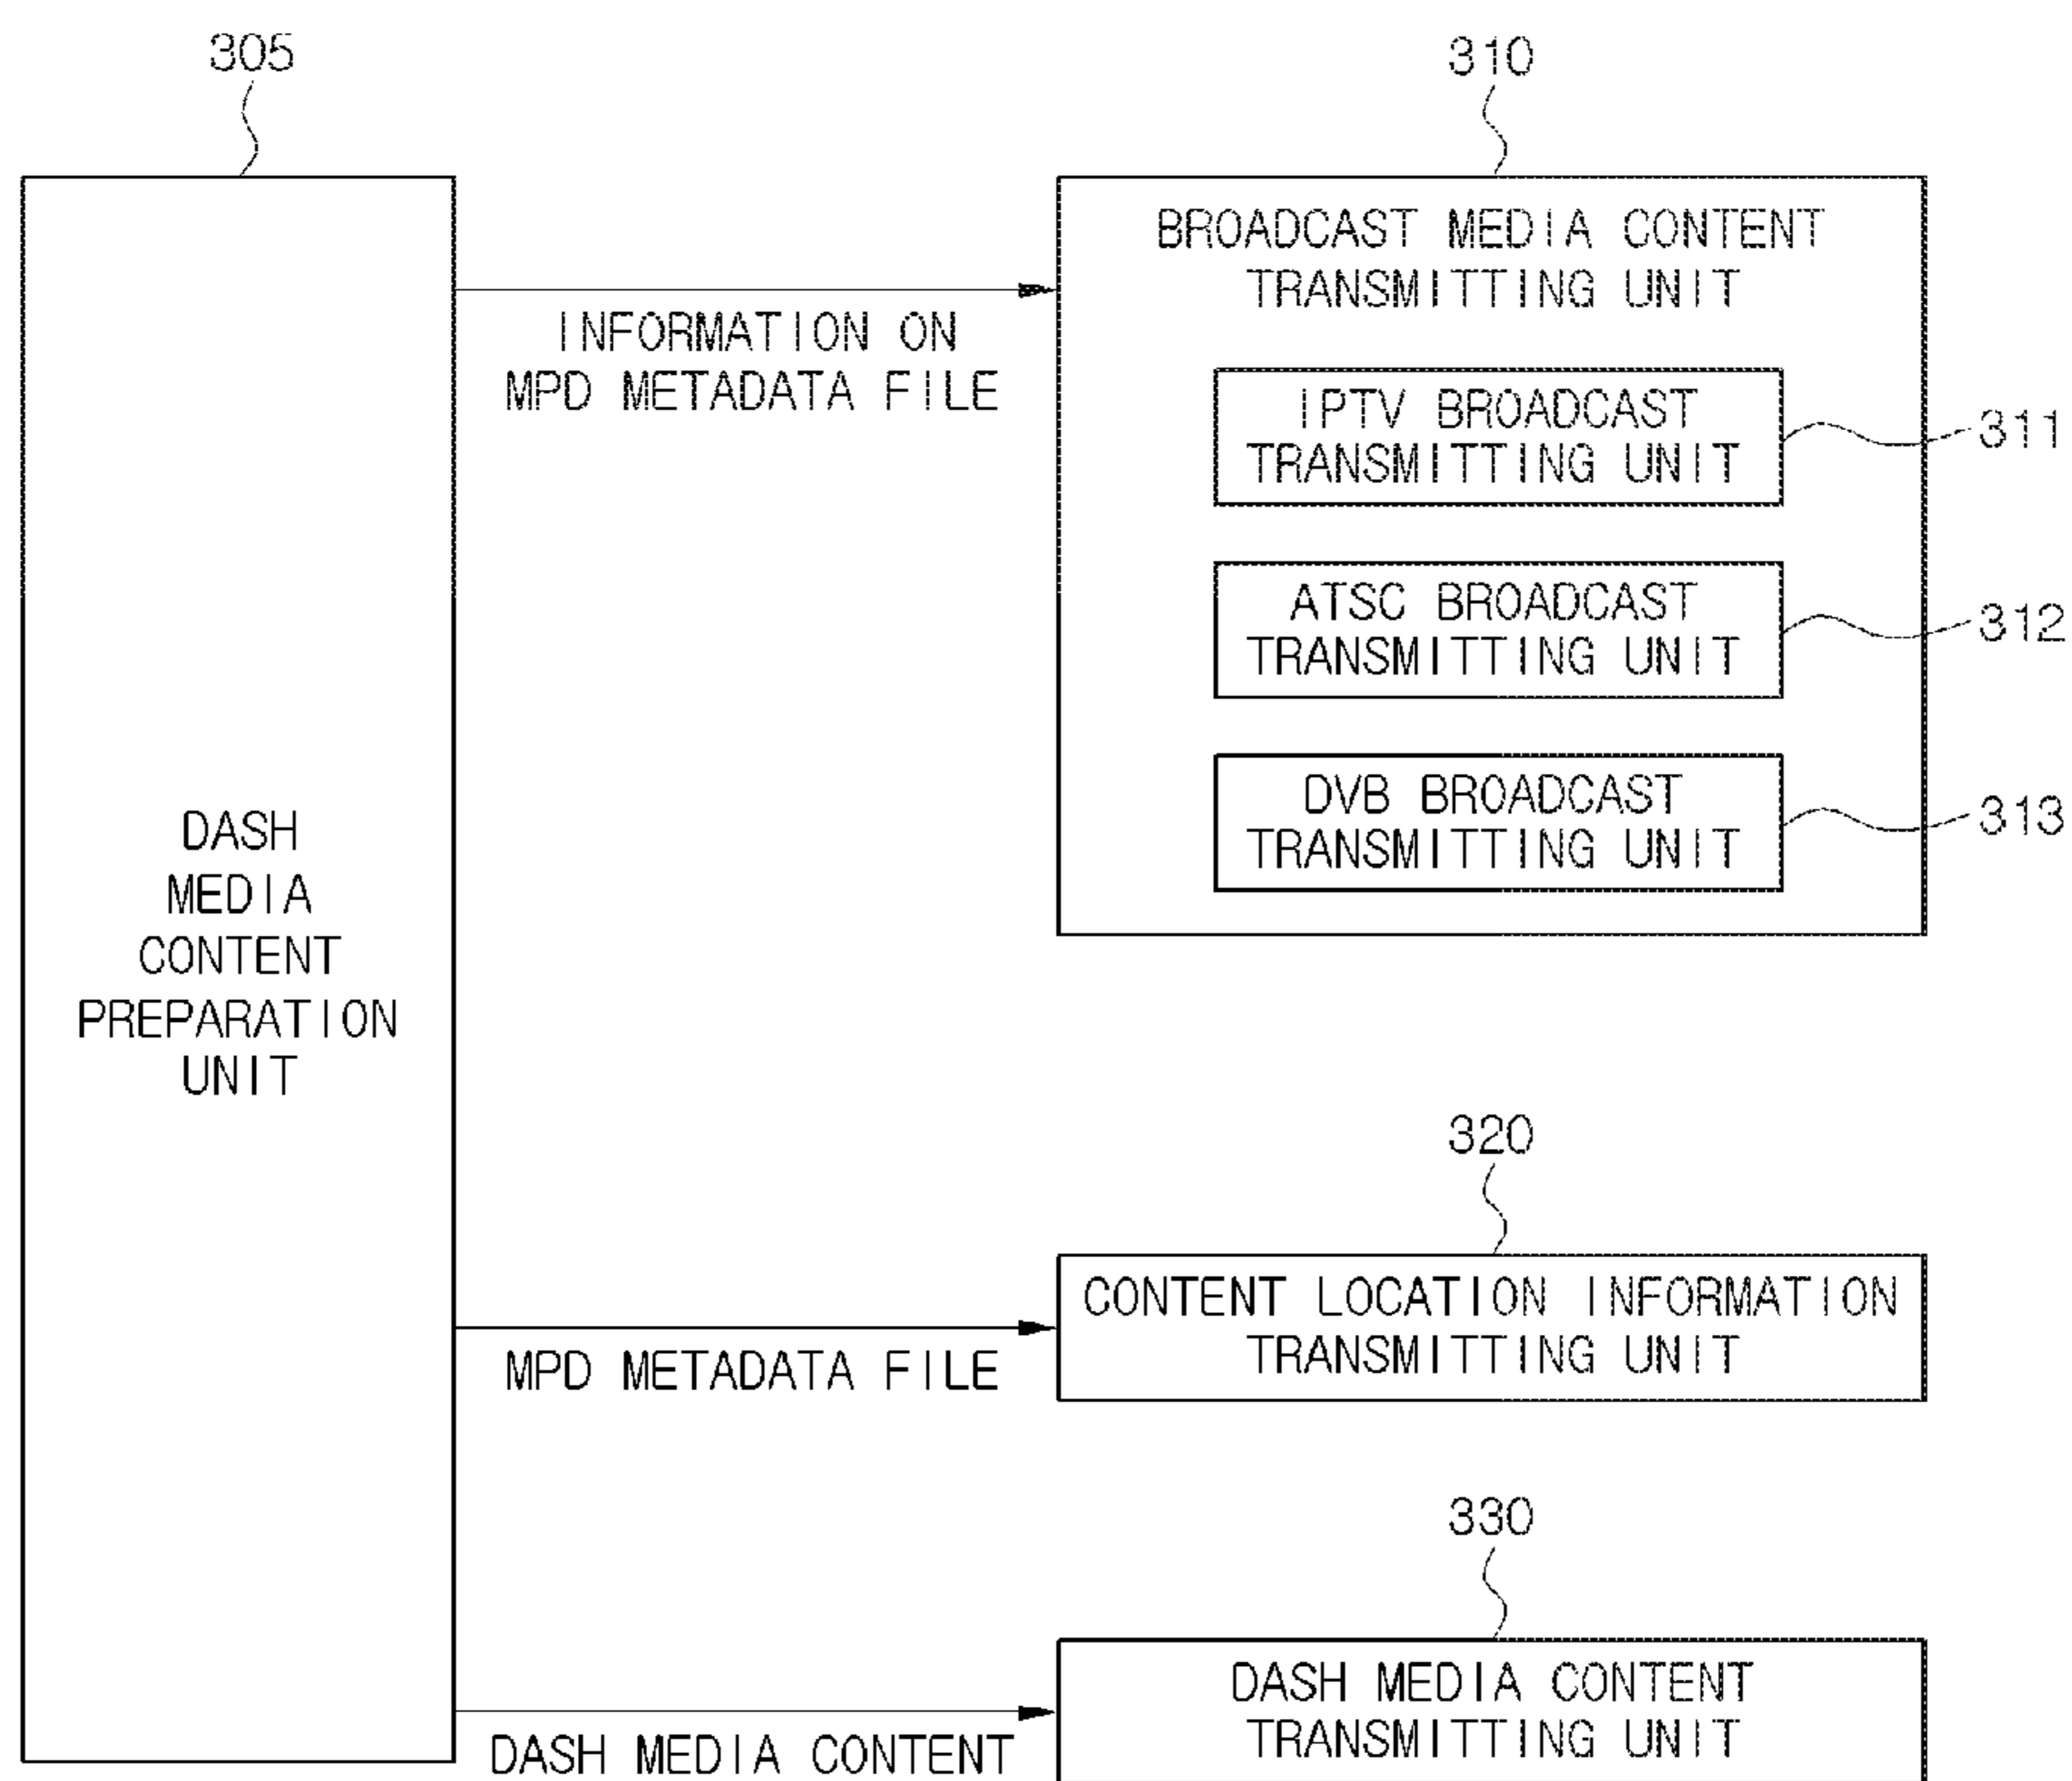 305
310
DASH
MEDIA
CONTENT
PREPARATION
UNIT
INFORMATION ON
MPD METADATA FILE
BROADCAST MEDIA CONTENT
TRANSMITTING UNIT
IPTV BROADCAST
TRANSMITTING UNIT
311
ATSC BROADCAST
TRANSMITTING UNIT
312
DVB BROADCAST
TRANSMITTING UNIT
313
MPD METADATA FILE
320
CONTENT LOCATION INFORMATION
TRANSMITTING UNIT
DASH MEDIA CONTENT
330
DASH MEDIA CONTENT
TRANSMITTING UNIT